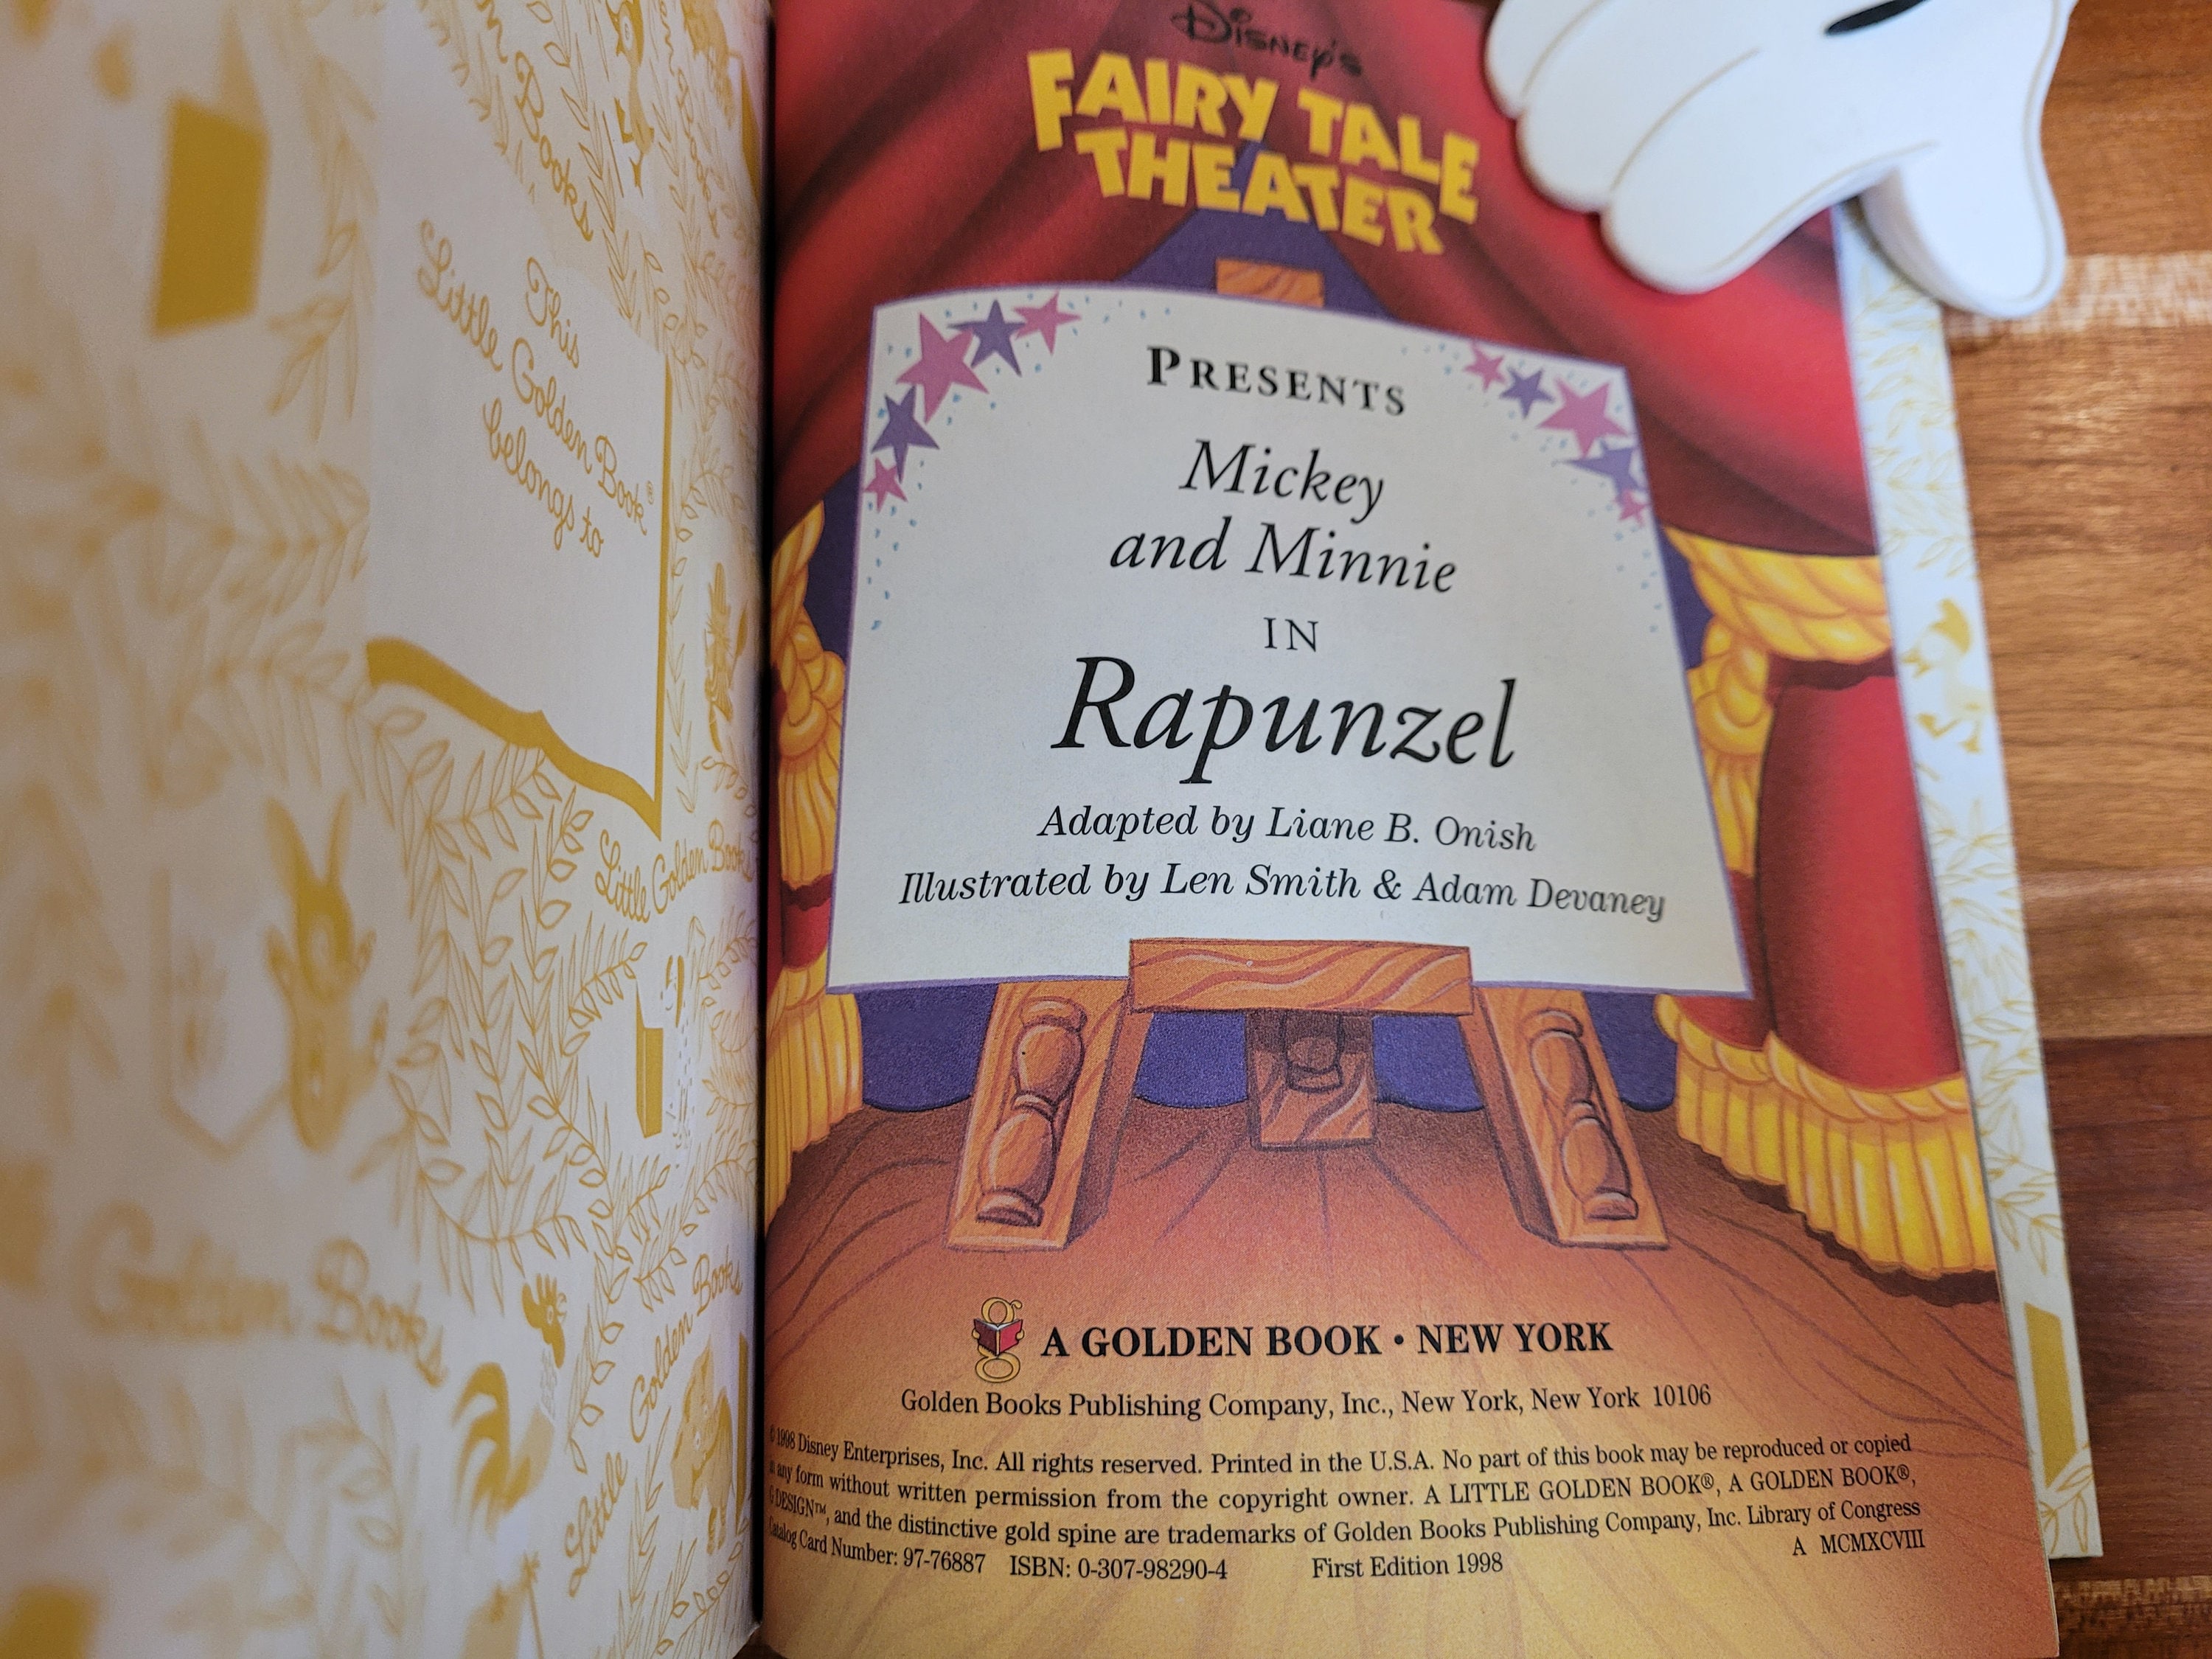 Books
This
Little Golden Book®
belongs to
Little Golden Books
Golden Books
Golden Books
Little
DISNEY'S
FAIRY TALE
THEATER
PRESENTS
Mickey
and Minnie
IN
Rapunzel
Adapted by Liane B. Onish
Illustrated by Len Smith & Adam Devaney
A GOLDEN BOOK • NEW YORK
Golden Books Publishing Company, Inc., New York, New York 10106
© 1998 Disney Enterprises, Inc. All rights reserved. Printed in the U.S.A. No part of this book may be reproduced or copied
any form without written permission from the copyright owner. A LITTLE GOLDEN BOOK®, A GOLDEN BOOK®,
G DESIGN™, and the distinctive gold spine are trademarks of Golden Books Publishing Company, Inc. Library of Congress
Catalog Card Number: 97-76887 ISBN: 0-307-98290-4 First Edition 1998 A MCMXCVIII